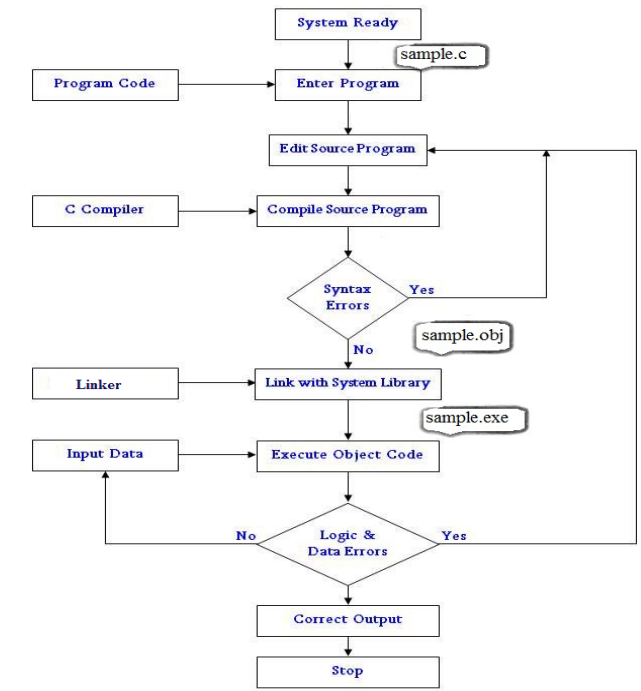 System Ready
sample.c
Program Code
Enter Program
Edit Source Program
C Compiler
Compile Source Program
Syntax
Errors
Yes
sample.obj
No
Linker
Link with System Library
sample.exe
Input Data
Execute Object Code
No
Logic &
Data Errors
Yes
Correct Output
Stop